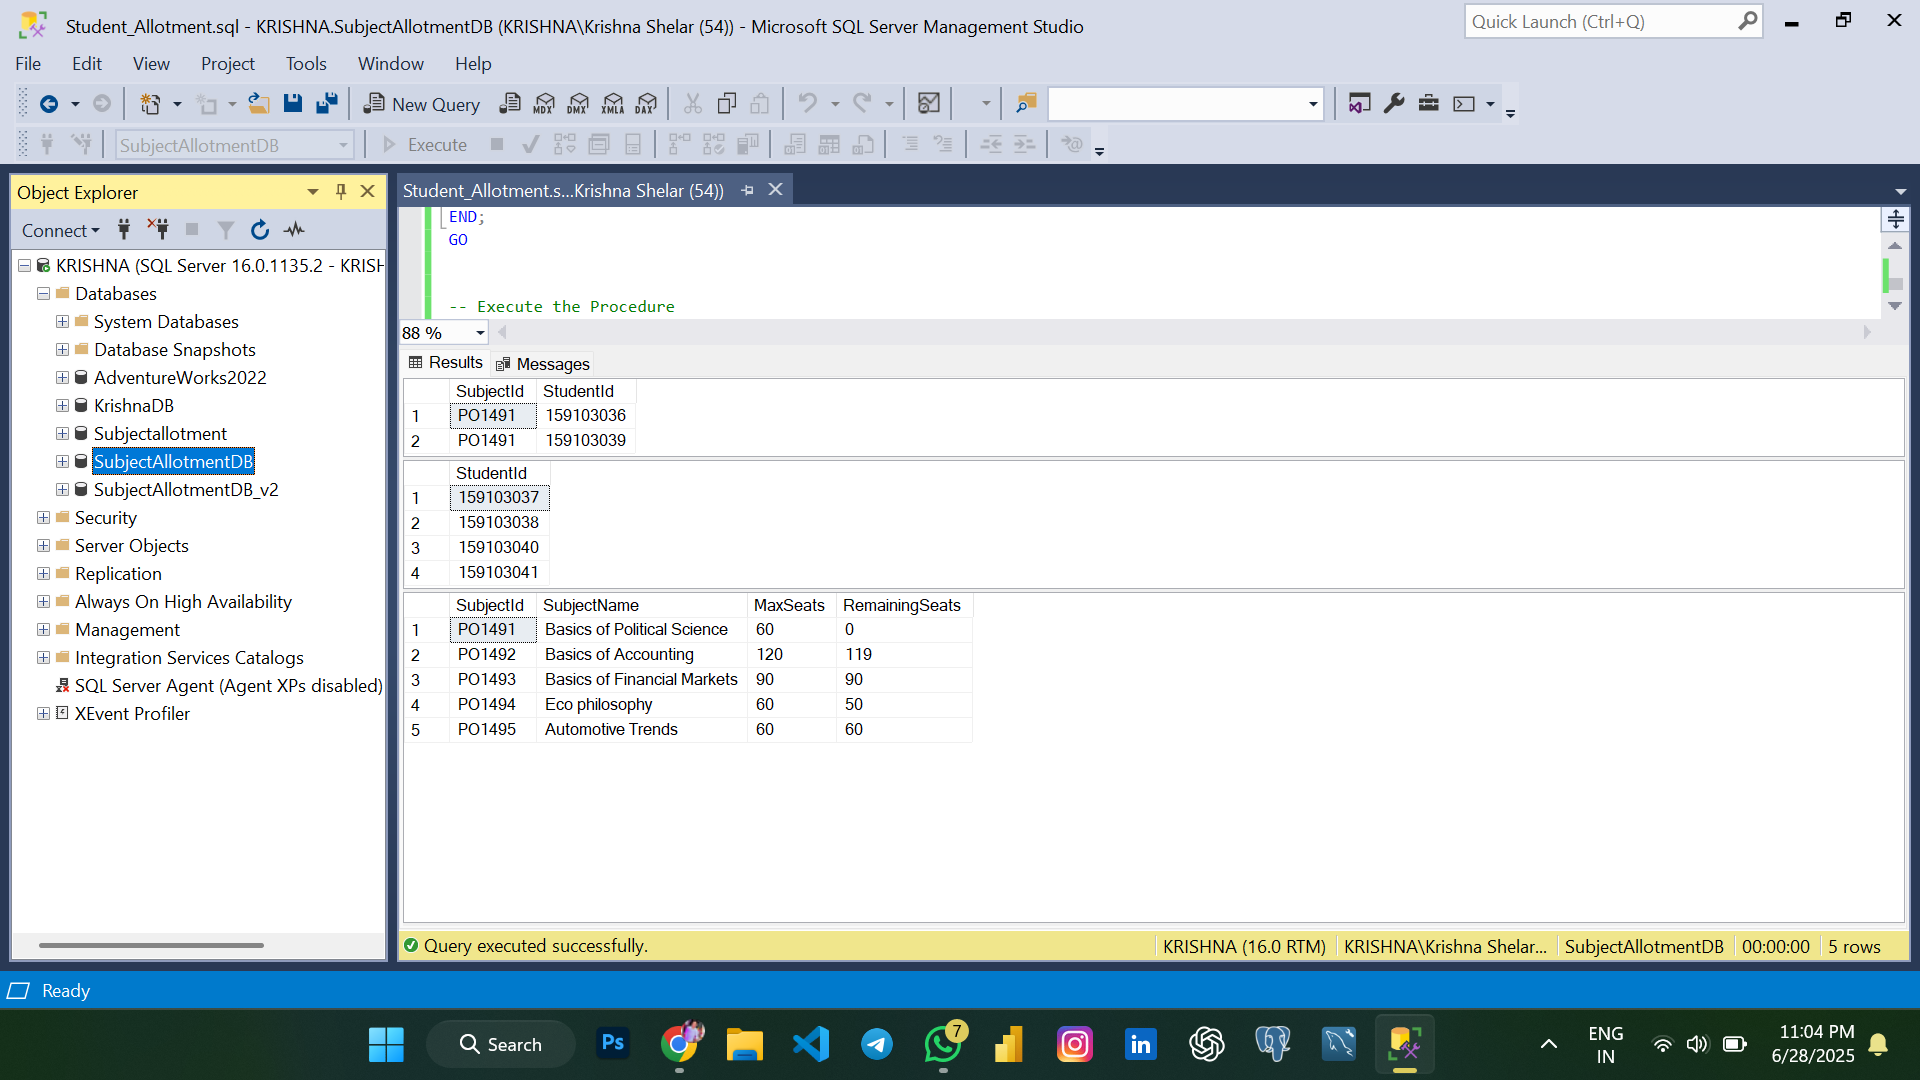 Student_Allotment.sql - KRISHNA.SubjectAllotmentDB (KRISHNA\Krishna Shelar (54)) - Microsoft SQL Server Management Studio
Quick Launch (Ctrl+Q)
File Edit View Project Tools Window Help
New Query MDX DMX XMLA DAX
SubjectAllotmentDB Execute
Object Explorer
Connect
KRISHNA (SQL Server 16.0.1135.2 - KRISH
Databases
System Databases
Database Snapshots
AdventureWorks2022
KrishnaDB
Subjectallotment
SubjectAllotmentDB
SubjectAllotmentDB_v2
Security
Server Objects
Replication
Always On High Availability
Management
Integration Services Catalogs
SQL Server Agent (Agent XPs disabled)
XEvent Profiler
Student_Allotment.s...Krishna Shelar (54))
END;
GO
-- Execute the Procedure
88 %
Results Messages
SubjectId StudentId
1 PO1491 159103036
2 PO1491 159103039
StudentId
1 159103037
2 159103038
3 159103040
4 159103041
SubjectId SubjectName MaxSeats RemainingSeats
1 PO1491 Basics of Political Science 60 0
2 PO1492 Basics of Accounting 120 119
3 PO1493 Basics of Financial Markets 90 90
4 PO1494 Eco philosophy 60 50
5 PO1495 Automotive Trends 60 60
Query executed successfully. KRISHNA (16.0 RTM) KRISHNA\Krishna Shelar... SubjectAllotmentDB 00:00:00 5 rows
Ready
Search Ps 7 in
ENG
IN
11:04 PM
6/28/2025